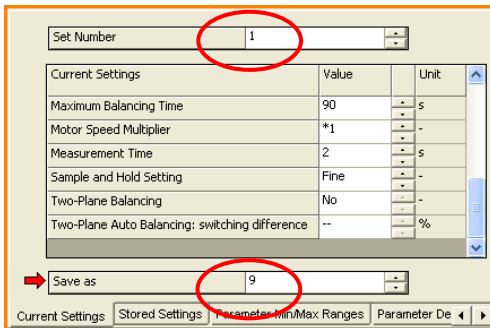 Set Number 1
Current Settings Value Unit
Maximum Balancing Time 90 s
Motor Speed Multiplier *1 -
Measurement Time 2 s
Sample and Hold Setting Fine -
Two-Plane Balancing No -
Two-Plane Auto Balancing: switching difference -- %
Save as 9
Current Settings Stored Settings Parameter Min/Max Ranges Parameter De